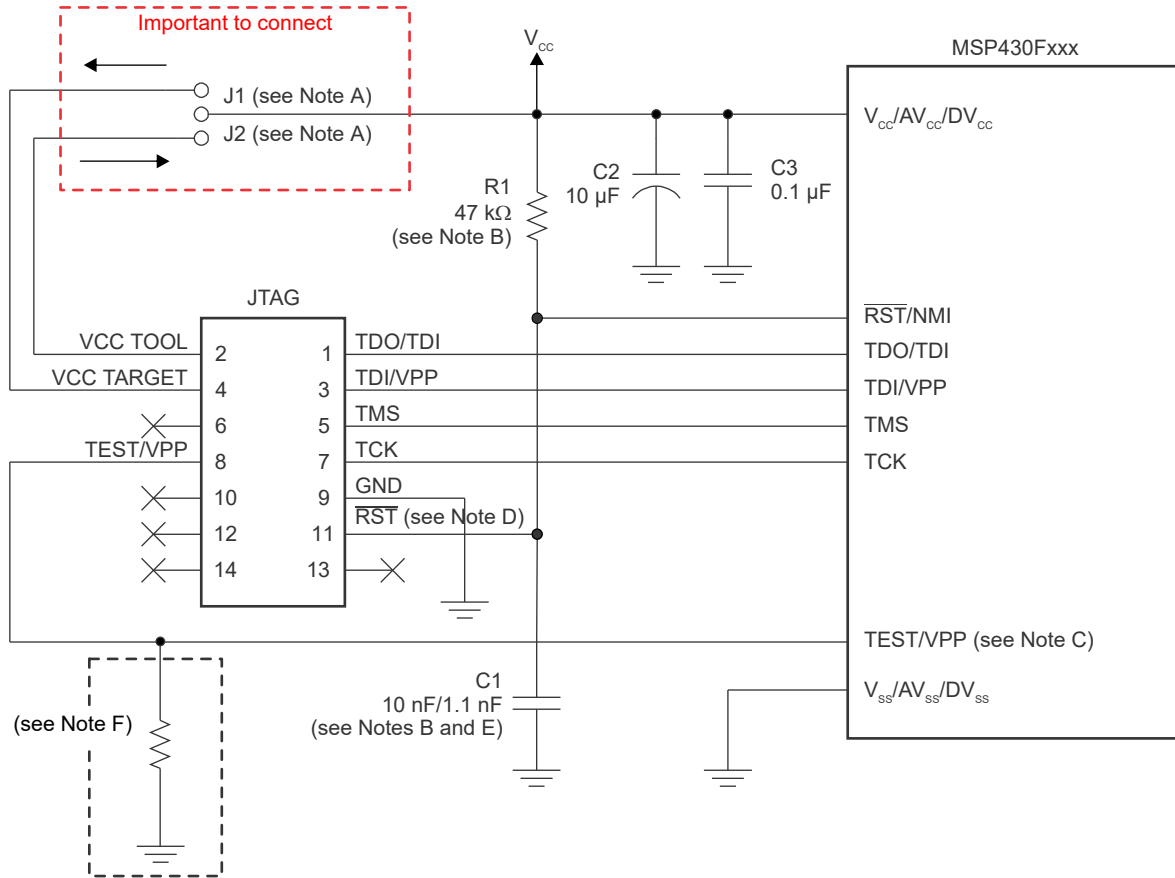 Important to connect
VCC
MSP430Fxxx
J1 (see Note A)
J2 (see Note A)
VCC/AVCC/DVCC
C2
10 µF
C3
0.1 µF
R1
47 kΩ
(see Note B)
JTAG
RST/NMI
VCC TOOL
2
1
TDO/TDI
TDO/TDI
VCC TARGET
4
3
TDI/VPP
TDI/VPP
6
5
TMS
TMS
TEST/VPP
8
7
TCK
TCK
10
9
GND
12
11
RST (see Note D)
14
13
TEST/VPP (see Note C)
C1
10 nF/1.1 nF
(see Notes B and E)
VSS/AVSS/DVSS
(see Note F)